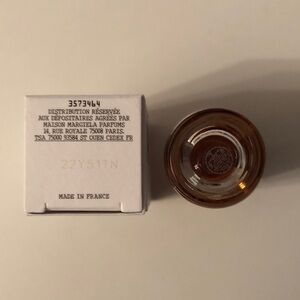 3573464
DISTRIBUTION RÉSERVÉE
AUX DÉPOSITAIRES AGRÉÉS PAR
MAISON MARGIELA PARFUMS
14, RUE ROYALE 75008 PARIS.
TSA 75000 93584 ST OUEN CEDEX FR
22Y511N
MADE IN FRANCE